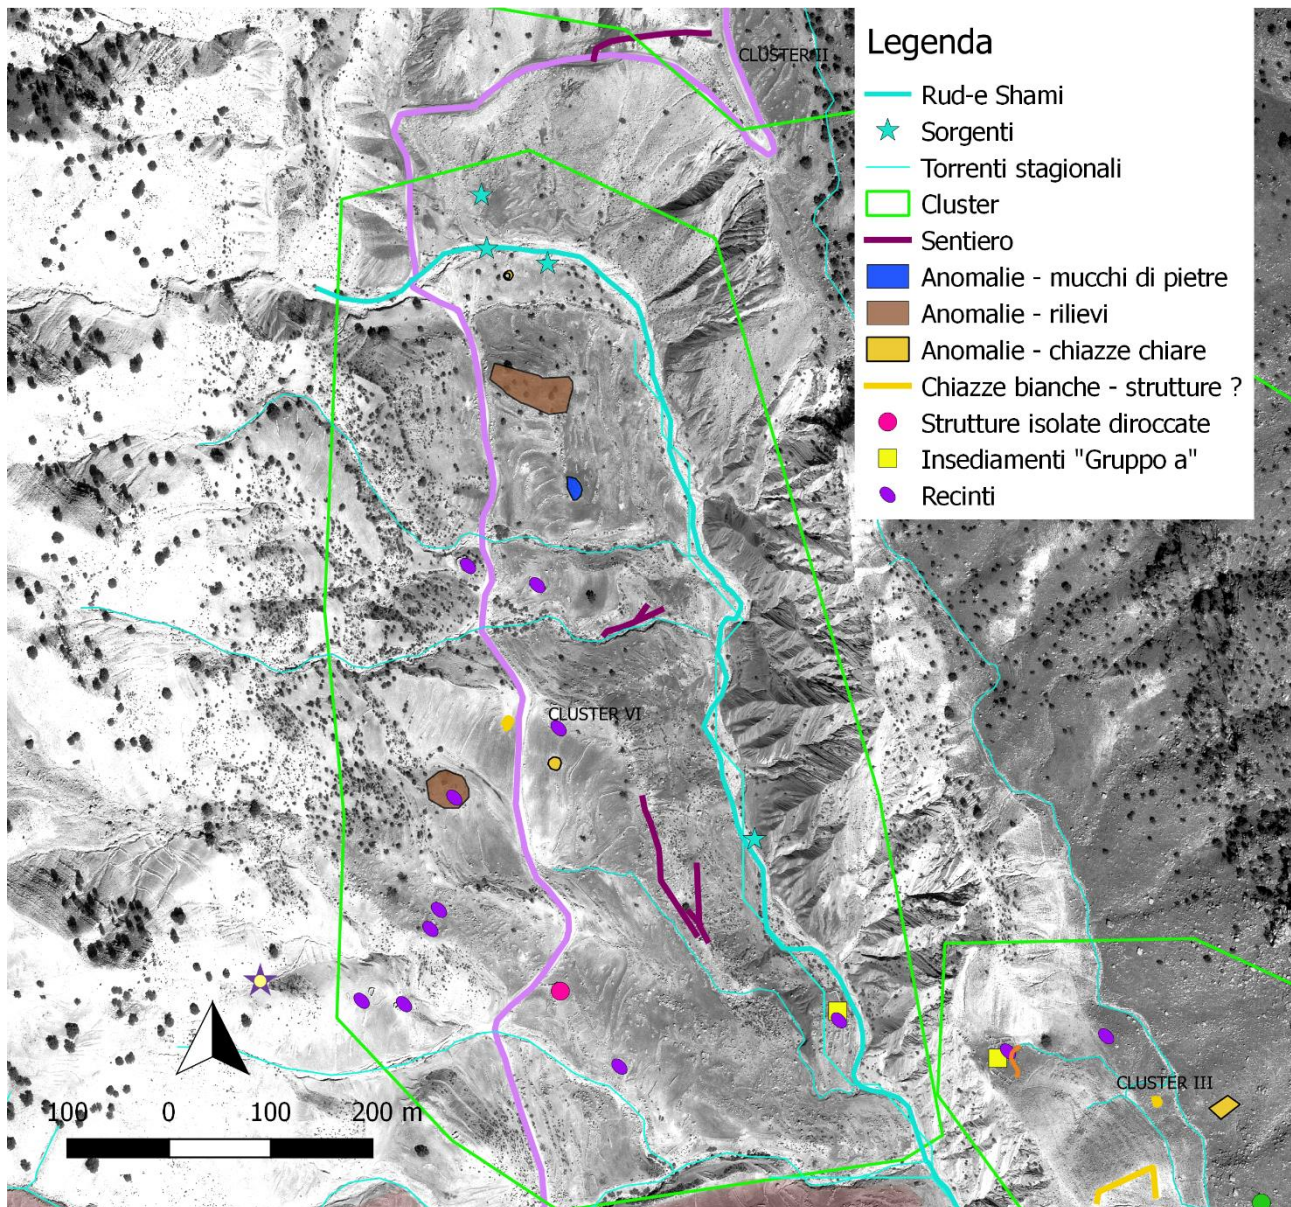 CLUSTER II
Legenda
Rud-e Shami
Sorgenti
Torrenti stagionali
Cluster
Sentiero
Anomalie - mucchi di pietre
Anomalie - rilievi
Anomalie - chiazze chiare
Chiazze bianche - strutture ?
Strutture isolate diroccate
Insediamenti "Gruppo a"
Recinti
CLUSTER VI
CLUSTER III
100 0 100 200 m